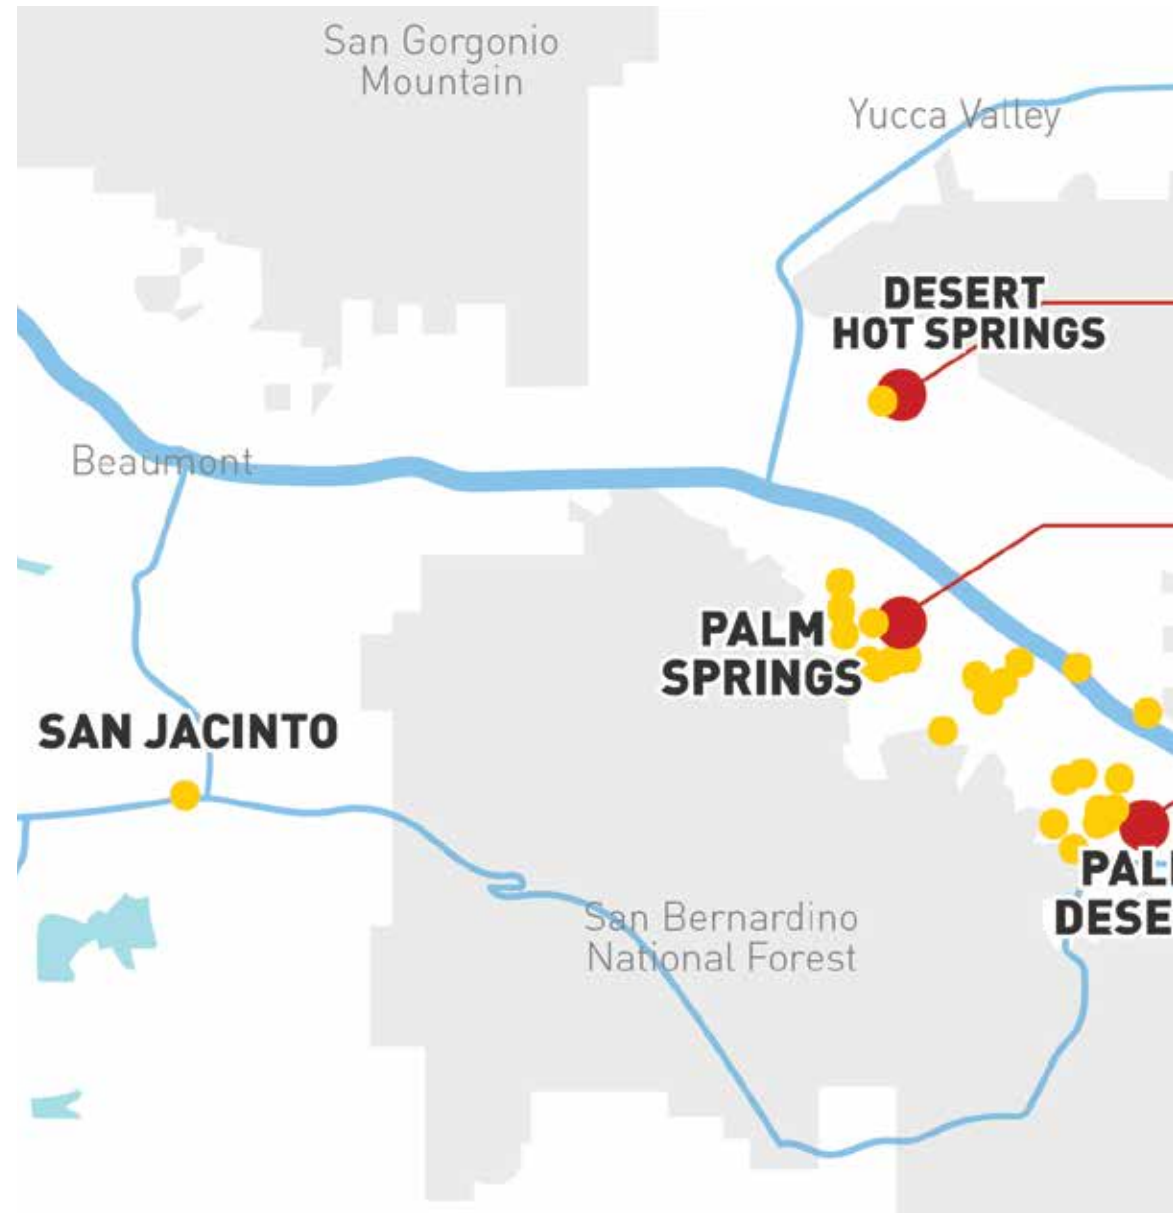 San Gorgonio
Mountain
Yucca Valley
DESERT
HOT SPRINGS
Beaumont
PALM
SPRINGS
SAN JACINTO
San Bernardino
National Forest